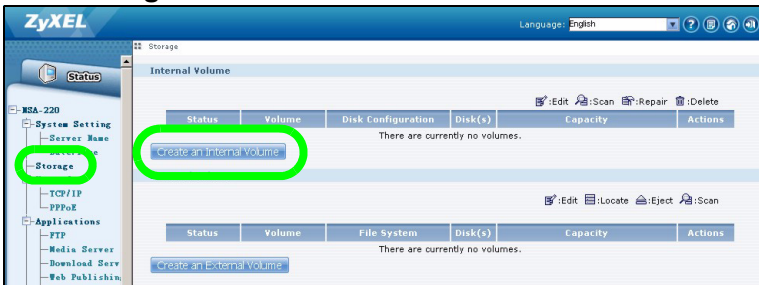 ZyXEL
Language: English
Storage
Status
Internal Volume
NSA-220
System Setting
Server Name
Storage
TCP/IP
PPPoE
Applications
FTP
Media Server
Download Serv
Web Publishin
:Edit :Scan :Repair :Delete
Status Volume Disk Configuration Disk(s) Capacity Actions
There are currently no volumes.
Create an Internal Volume
:Edit :Locate :Eject :Scan
Status Volume File System Disk(s) Capacity Actions
There are currently no volumes.
Create an External Volume